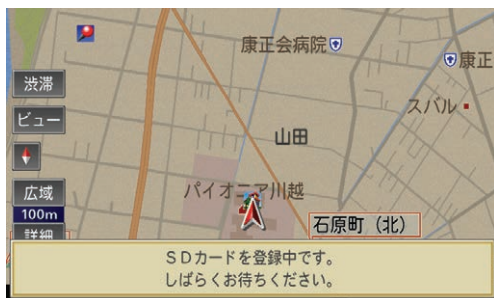 康正会病院
康正
渋滞
スバル
ビュー
山田
広域
パイオニア川越
100m
石原町（北）
詳細
ＳＤカードを登録中です。
しばらくお待ちください。